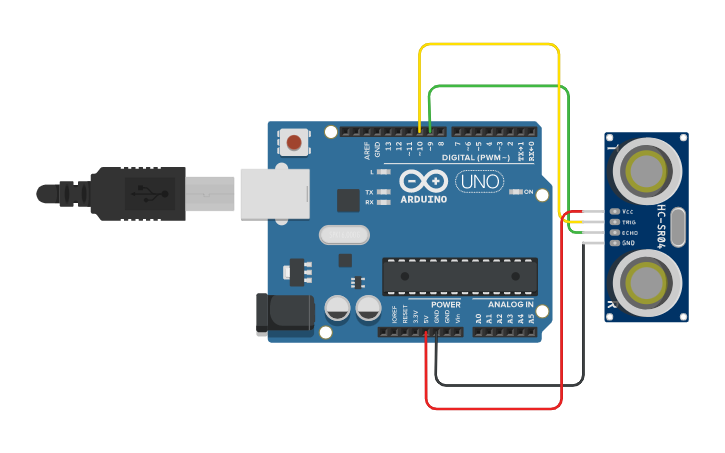 AREF
GND
13
12
~11
~10
~9
8
7
~6
~5
~4
~3
2
TX→1
RX←0
DIGITAL (PWM~)
L
TX
RX
ARDUINO
UNO
ON
Vcc
TRIG
ECHO
GND
HC-SR04
T
R
POWER
ANALOG IN
IOREF
RESET
3.3V
5V
GND
GND
Vin
A0
A1
A2
A3
A4
A5